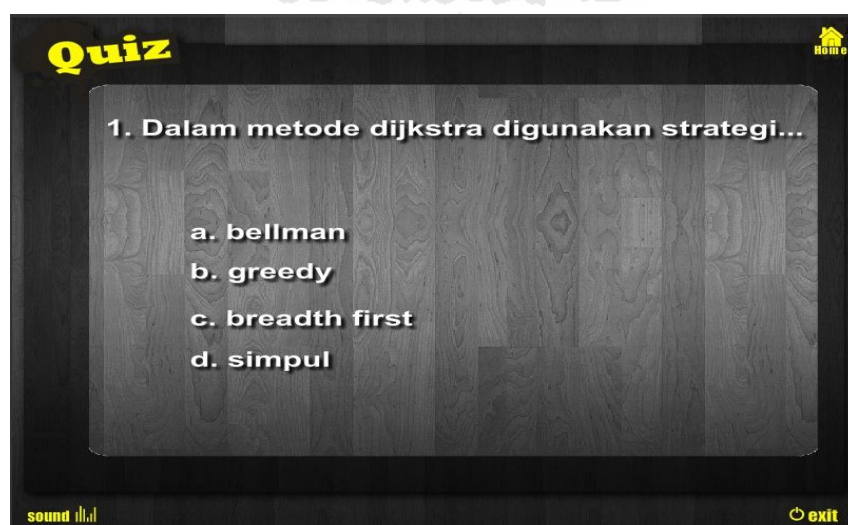 Quiz
Home
1. Dalam metode dijkstra digunakan strategi...
a. bellman
b. greedy
c. breadth first
d. simpul
sound
exit